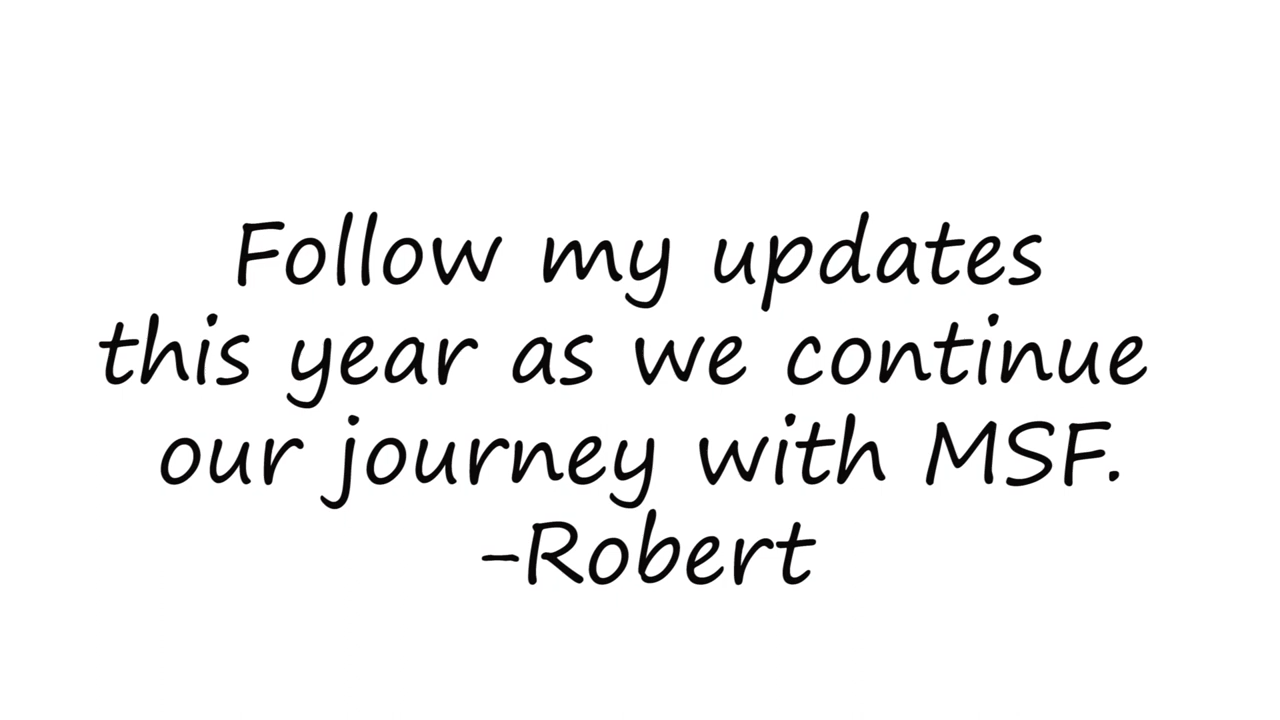 Follow my updates
this year as we continue
our journey with MSF.
-Robert